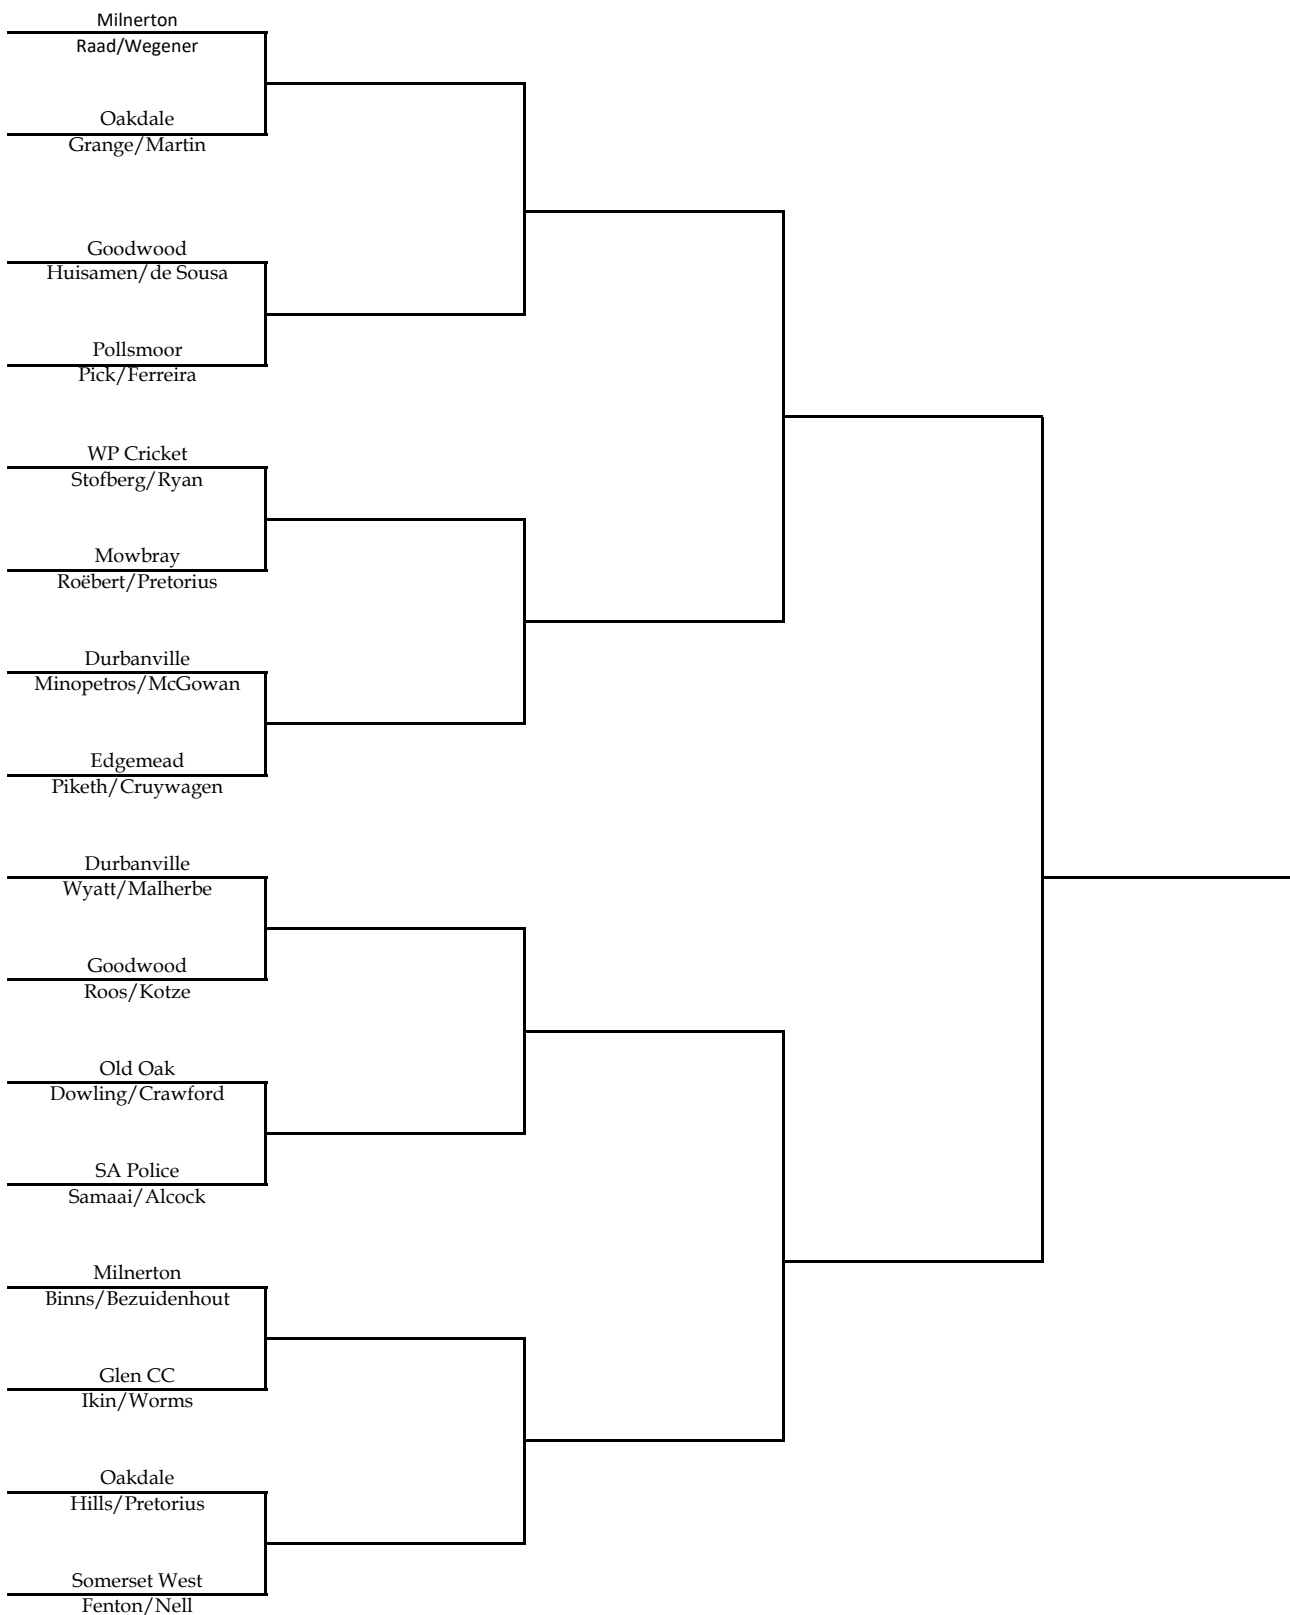 Milnerton
Raad/Wegener
Oakdale
Grange/Martin
Goodwood
Huisamen/de Sousa
Pollsmoor
Pick/Ferreira
WP Cricket
Stofberg/Ryan
Mowbray
Roëbert/Pretorius
Durbanville
Minopetros/McGowan
Edgemead
Piketh/Cruywagen
Durbanville
Wyatt/Malherbe
Goodwood
Roos/Kotze
Old Oak
Dowling/Crawford
SA Police
Samaai/Alcock
Milnerton
Binns/Bezuidenhout
Glen CC
Ikin/Worms
Oakdale
Hills/Pretorius
Somerset West
Fenton/Nell